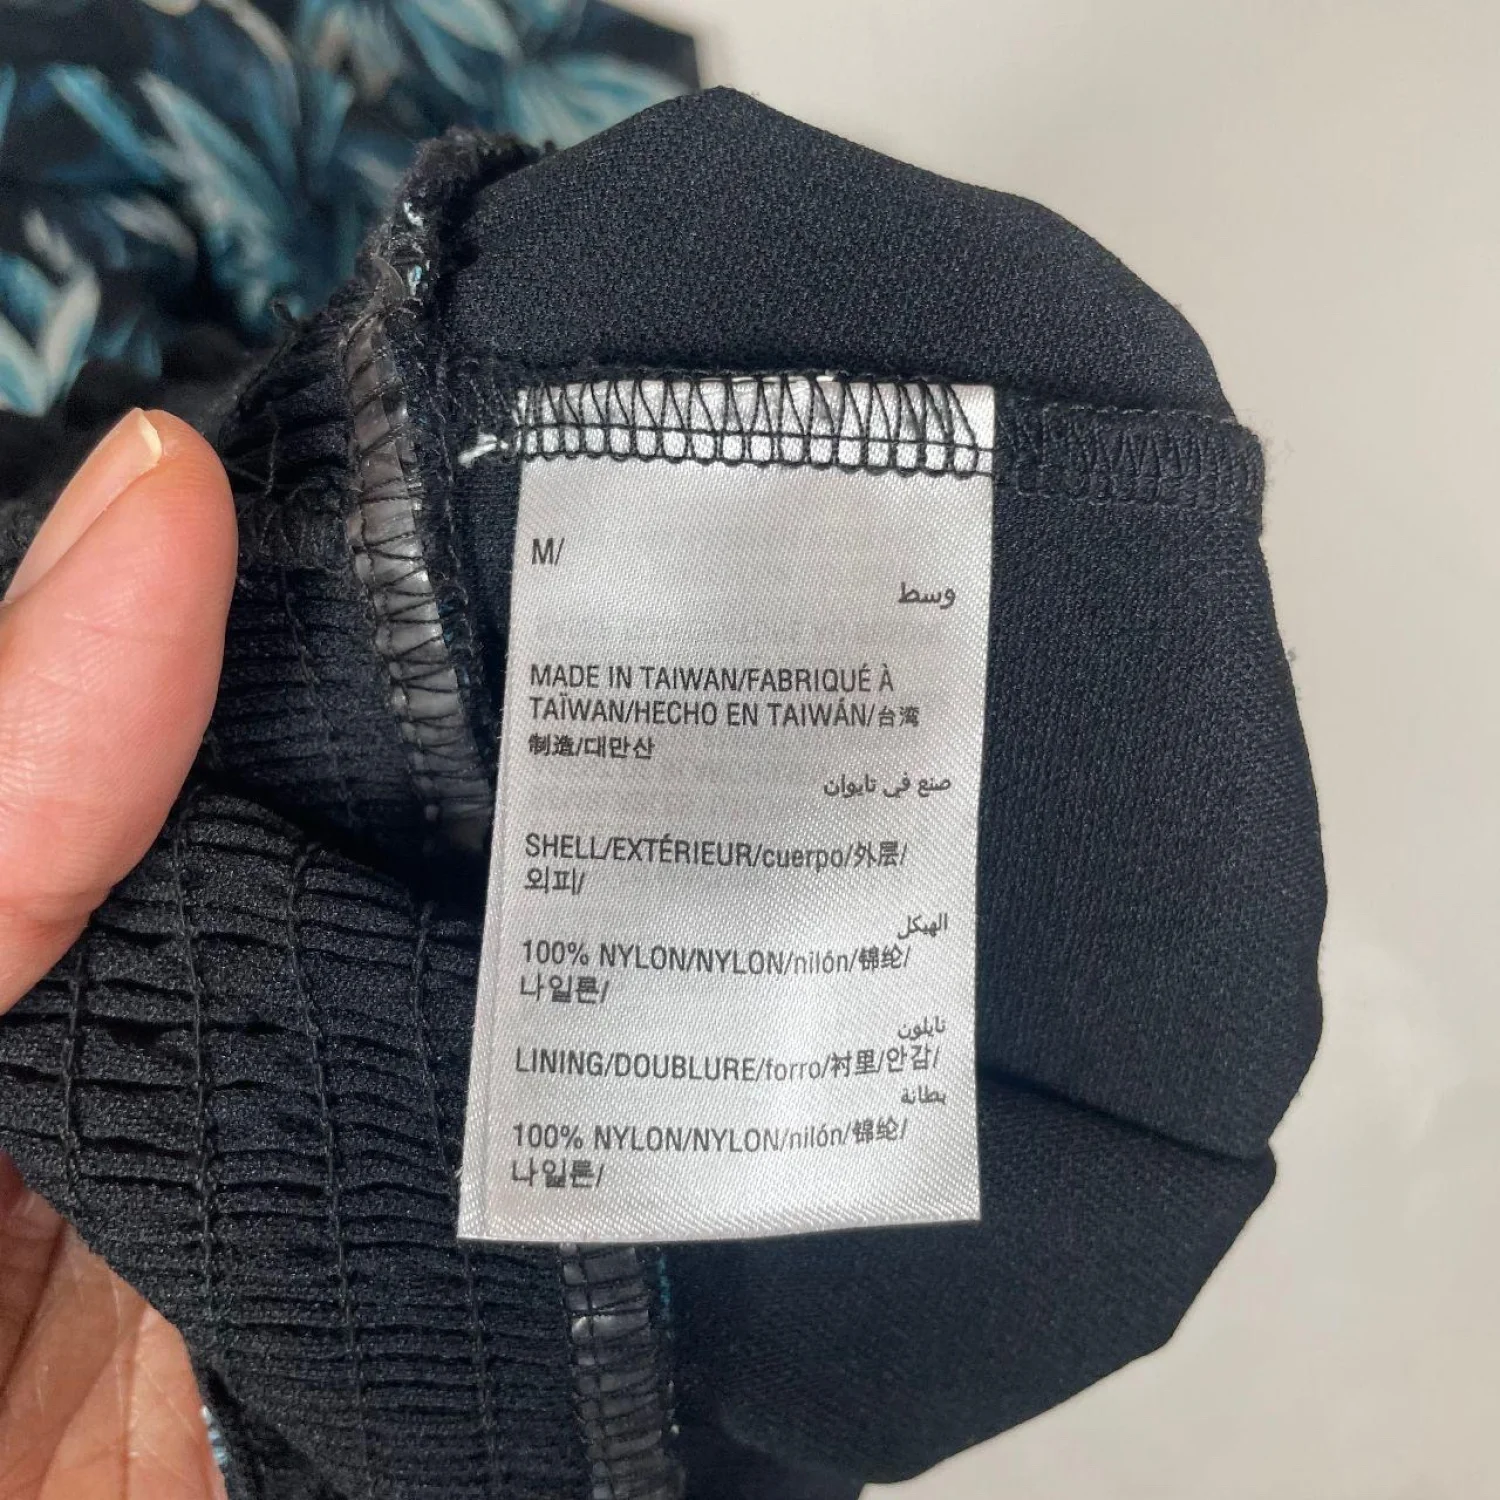 M/
وسط
MADE IN TAIWAN/FABRIQUÉ À
TAÏWAN/HECHO EN TAIWÁN/台湾
制造/대만산
صنع في تايوان
SHELL/EXTÉRIEUR/cuerpo/外层/
외피/
الهيكل
100% NYLON/NYLON/nilón/锦纶/
나일론/
نايلون
LINING/DOUBLURE/forro/衬里/안감/
بطانة
100% NYLON/NYLON/nilón/锦纶/
나일론/